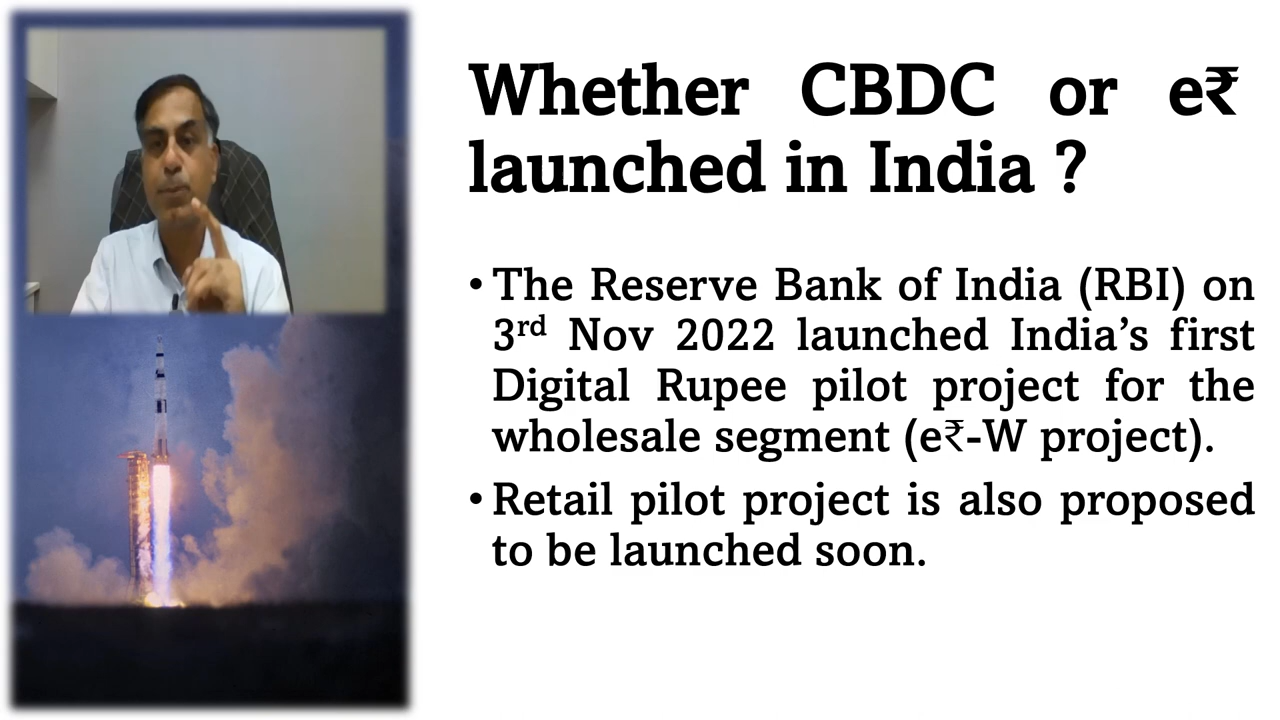 Whether CBDC or e₹
launched in India ?
• The Reserve Bank of India (RBI) on
3rd Nov 2022 launched India’s first
Digital Rupee pilot project for the
wholesale segment (e₹-W project).
• Retail pilot project is also proposed
to be launched soon.